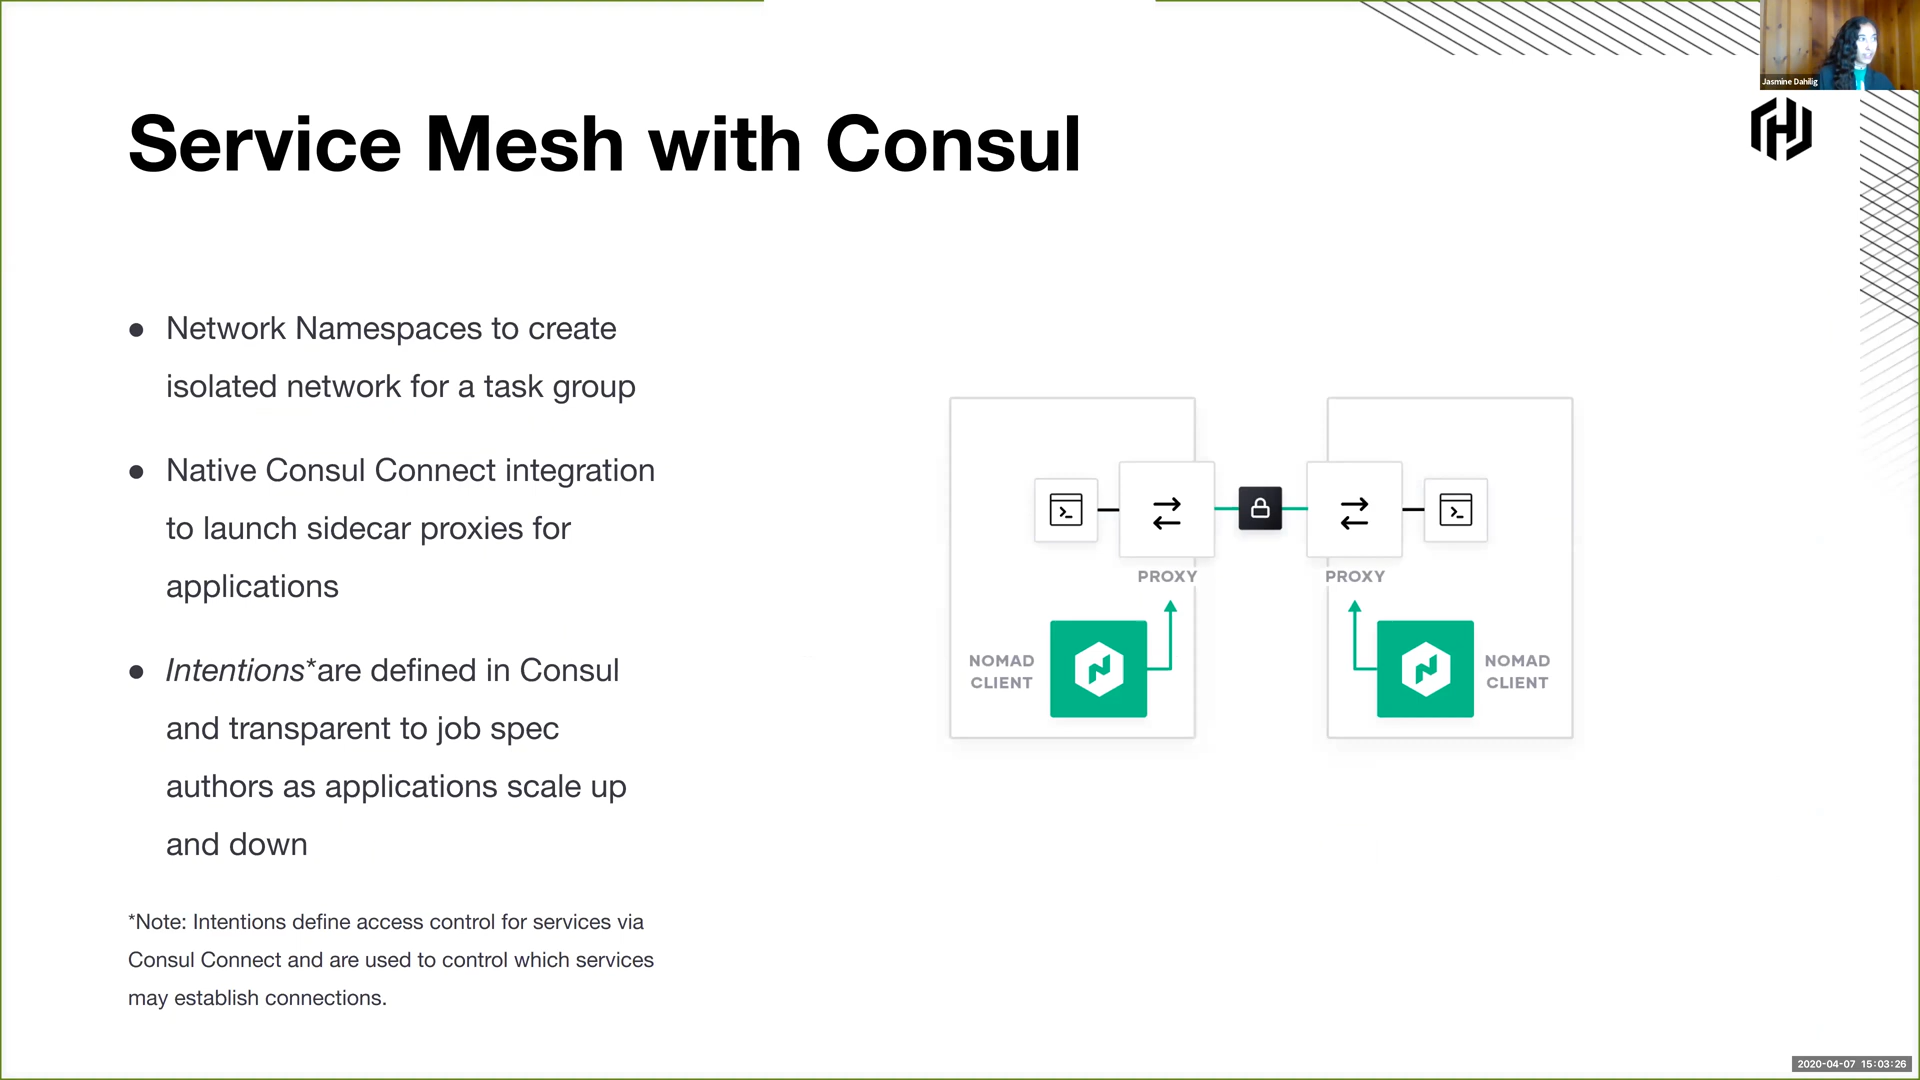 Jasmine Dahilig
Service Mesh with Consul
● Network Namespaces to create
isolated network for a task group
● Native Consul Connect integration
to launch sidecar proxies for
applications
● Intentions*are defined in Consul
and transparent to job spec
authors as applications scale up
and down
*Note: Intentions define access control for services via
Consul Connect and are used to control which services
may establish connections.
PROXY
PROXY
NOMAD
CLIENT
NOMAD
CLIENT
2020-04-07 15:03:26